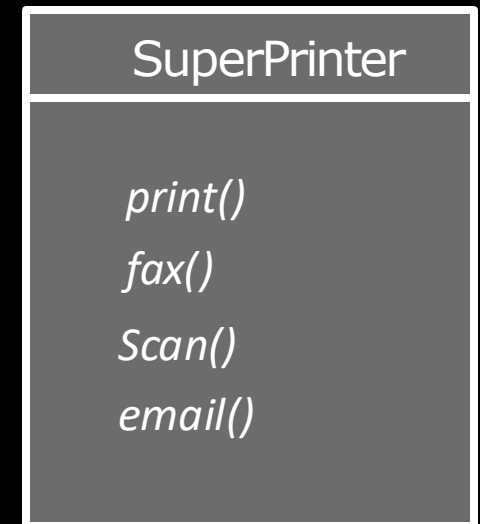 SuperPrinter
print()
fax()
Scan()
email()